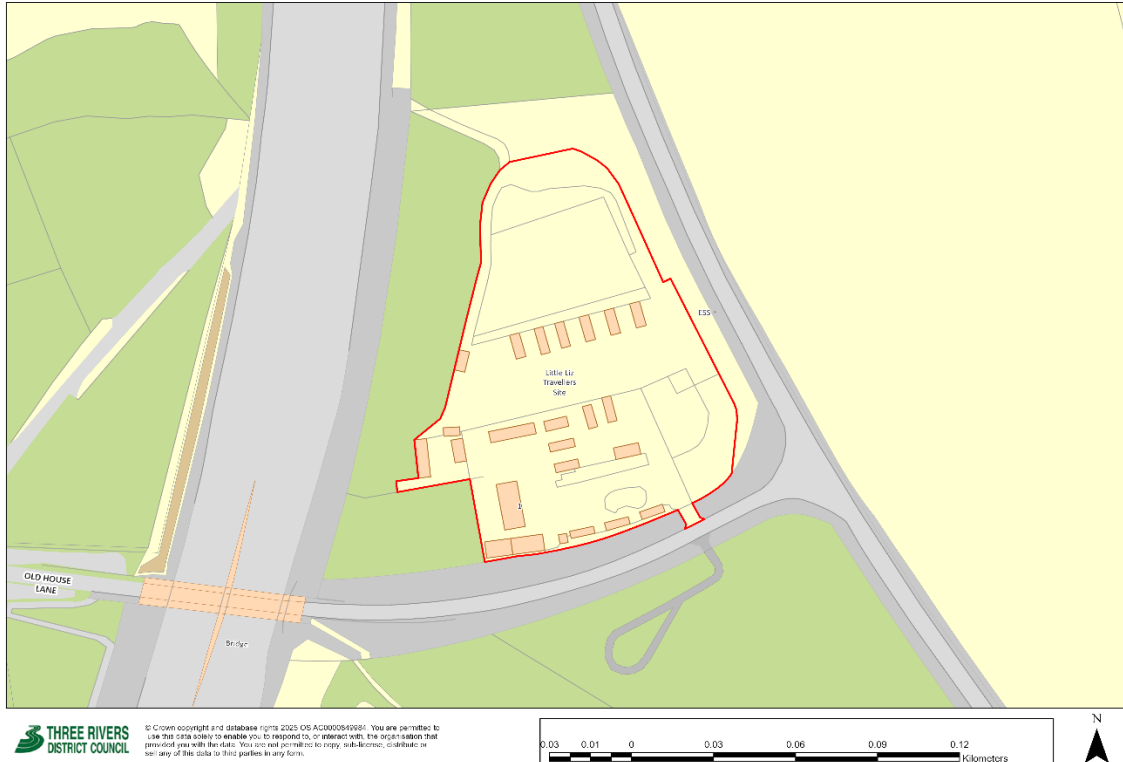 ESS
Little Liz
Travellers
Site
1
OLD HOUSE
LANE
Bridge
THREE RIVERS
DISTRICT COUNCIL
© Crown copyright and database rights 2025 OS AC0000849984. You are permitted to
use this data solely to enable you to respond to, or interact with, the organisation that
provided you with the data. You are not permitted to copy, sub-license, distribute or
sell any of this data to third parties in any form.
0.03 0.01 0 0.03 0.06 0.09 0.12
Kilometers
N